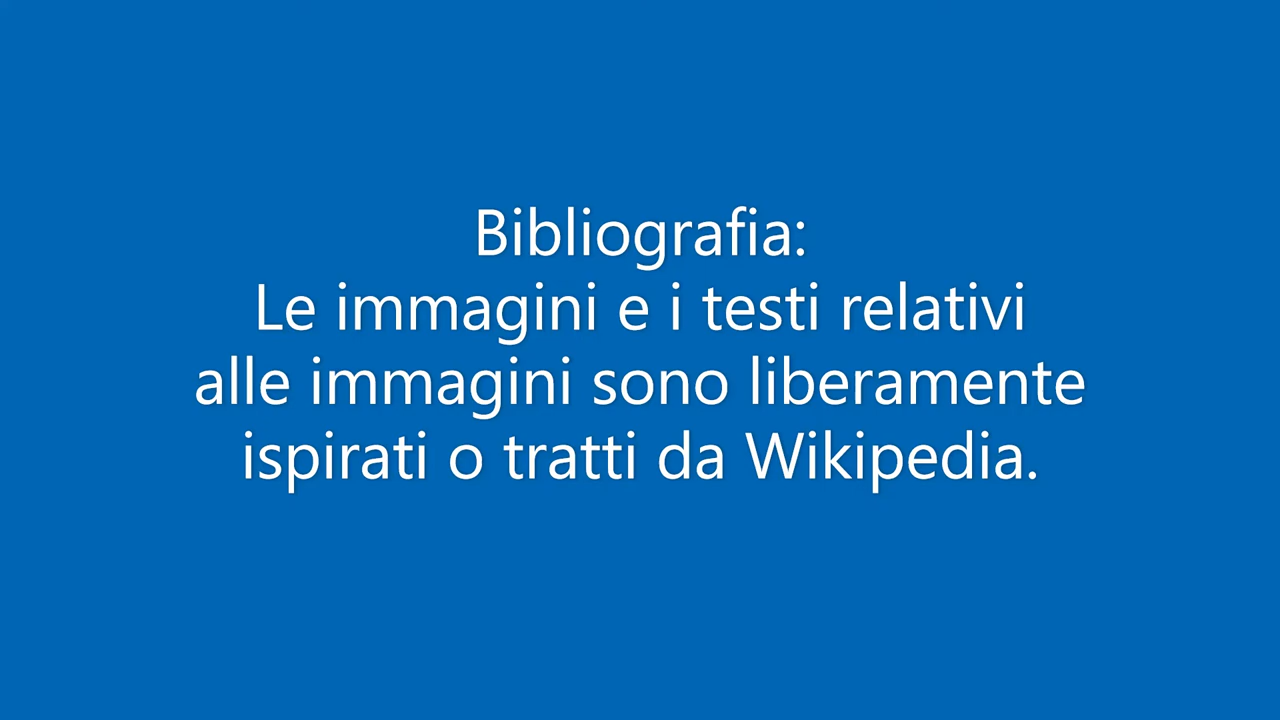 Bibliografia:
Le immagini e i testi relativi
alle immagini sono liberamente
ispirati o tratti da Wikipedia.